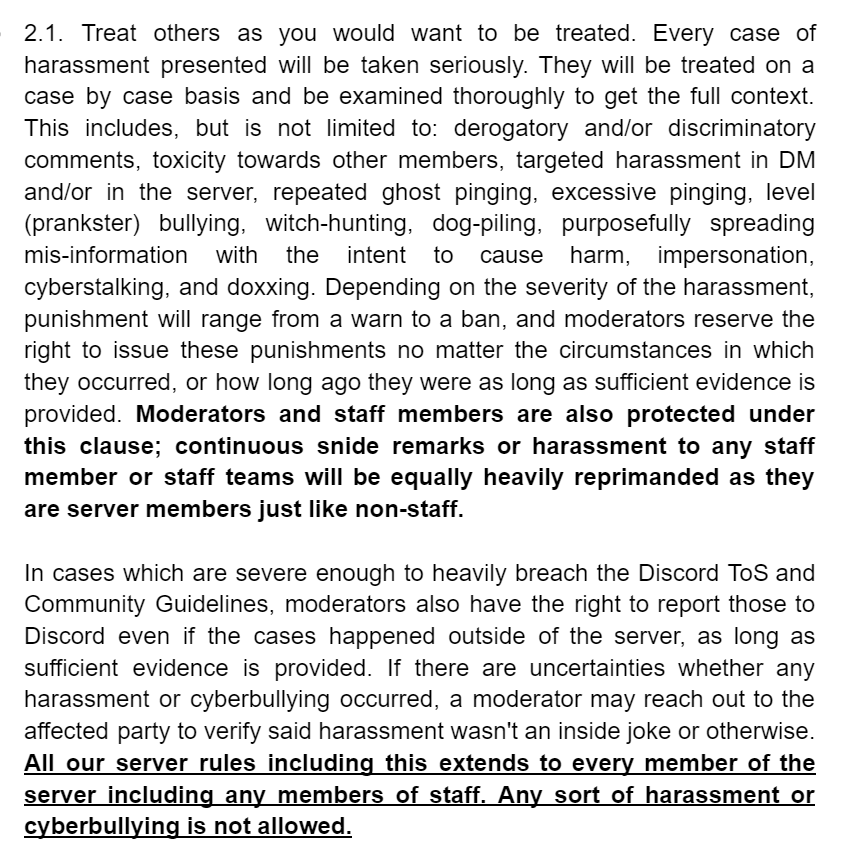 2.1. Treat others as you would want to be treated. Every case of
harassment presented will be taken seriously. They will be treated on a
case by case basis and be examined thoroughly to get the full context.
This includes, but is not limited to: derogatory and/or discriminatory
comments, toxicity towards other members, targeted harassment in DM
and/or in the server, repeated ghost pinging, excessive pinging, level
(prankster) bullying, witch-hunting, dog-piling, purposefully spreading
mis-information with the intent to cause harm, impersonation,
cyberstalking, and doxxing. Depending on the severity of the harassment,
punishment will range from a warn to a ban, and moderators reserve the
right to issue these punishments no matter the circumstances in which
they occurred, or how long ago they were as long as sufficient evidence is
provided. Moderators and staff members are also protected under
this clause; continuous snide remarks or harassment to any staff
member or staff teams will be equally heavily reprimanded as they
are server members just like non-staff.
In cases which are severe enough to heavily breach the Discord ToS and
Community Guidelines, moderators also have the right to report those to
Discord even if the cases happened outside of the server, as long as
sufficient evidence is provided. If there are uncertainties whether any
harassment or cyberbullying occurred, a moderator may reach out to the
affected party to verify said harassment wasn't an inside joke or otherwise.
All our server rules including this extends to every member of the
server including any members of staff. Any sort of harassment or
cyberbullying is not allowed.